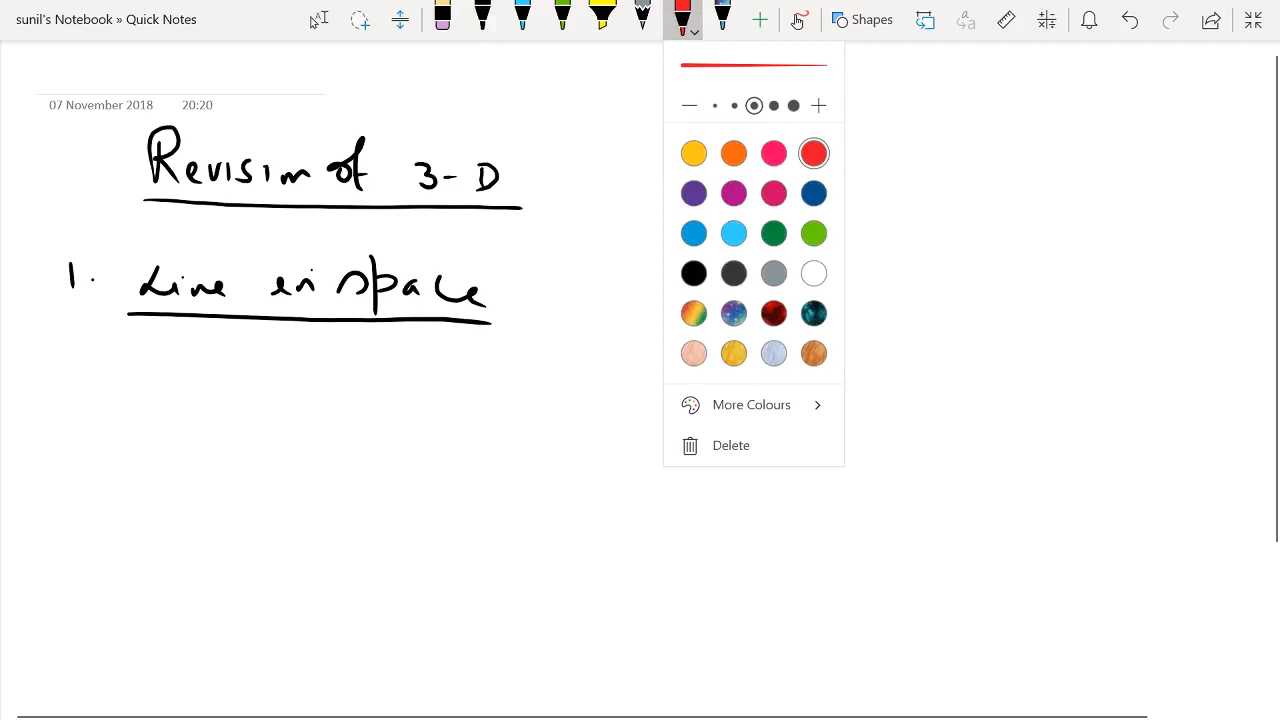 sunil's Notebook » Quick Notes
Shapes
07 November 2018 20:20
Revision of 3-D
1. Line in space
More Colours
Delete